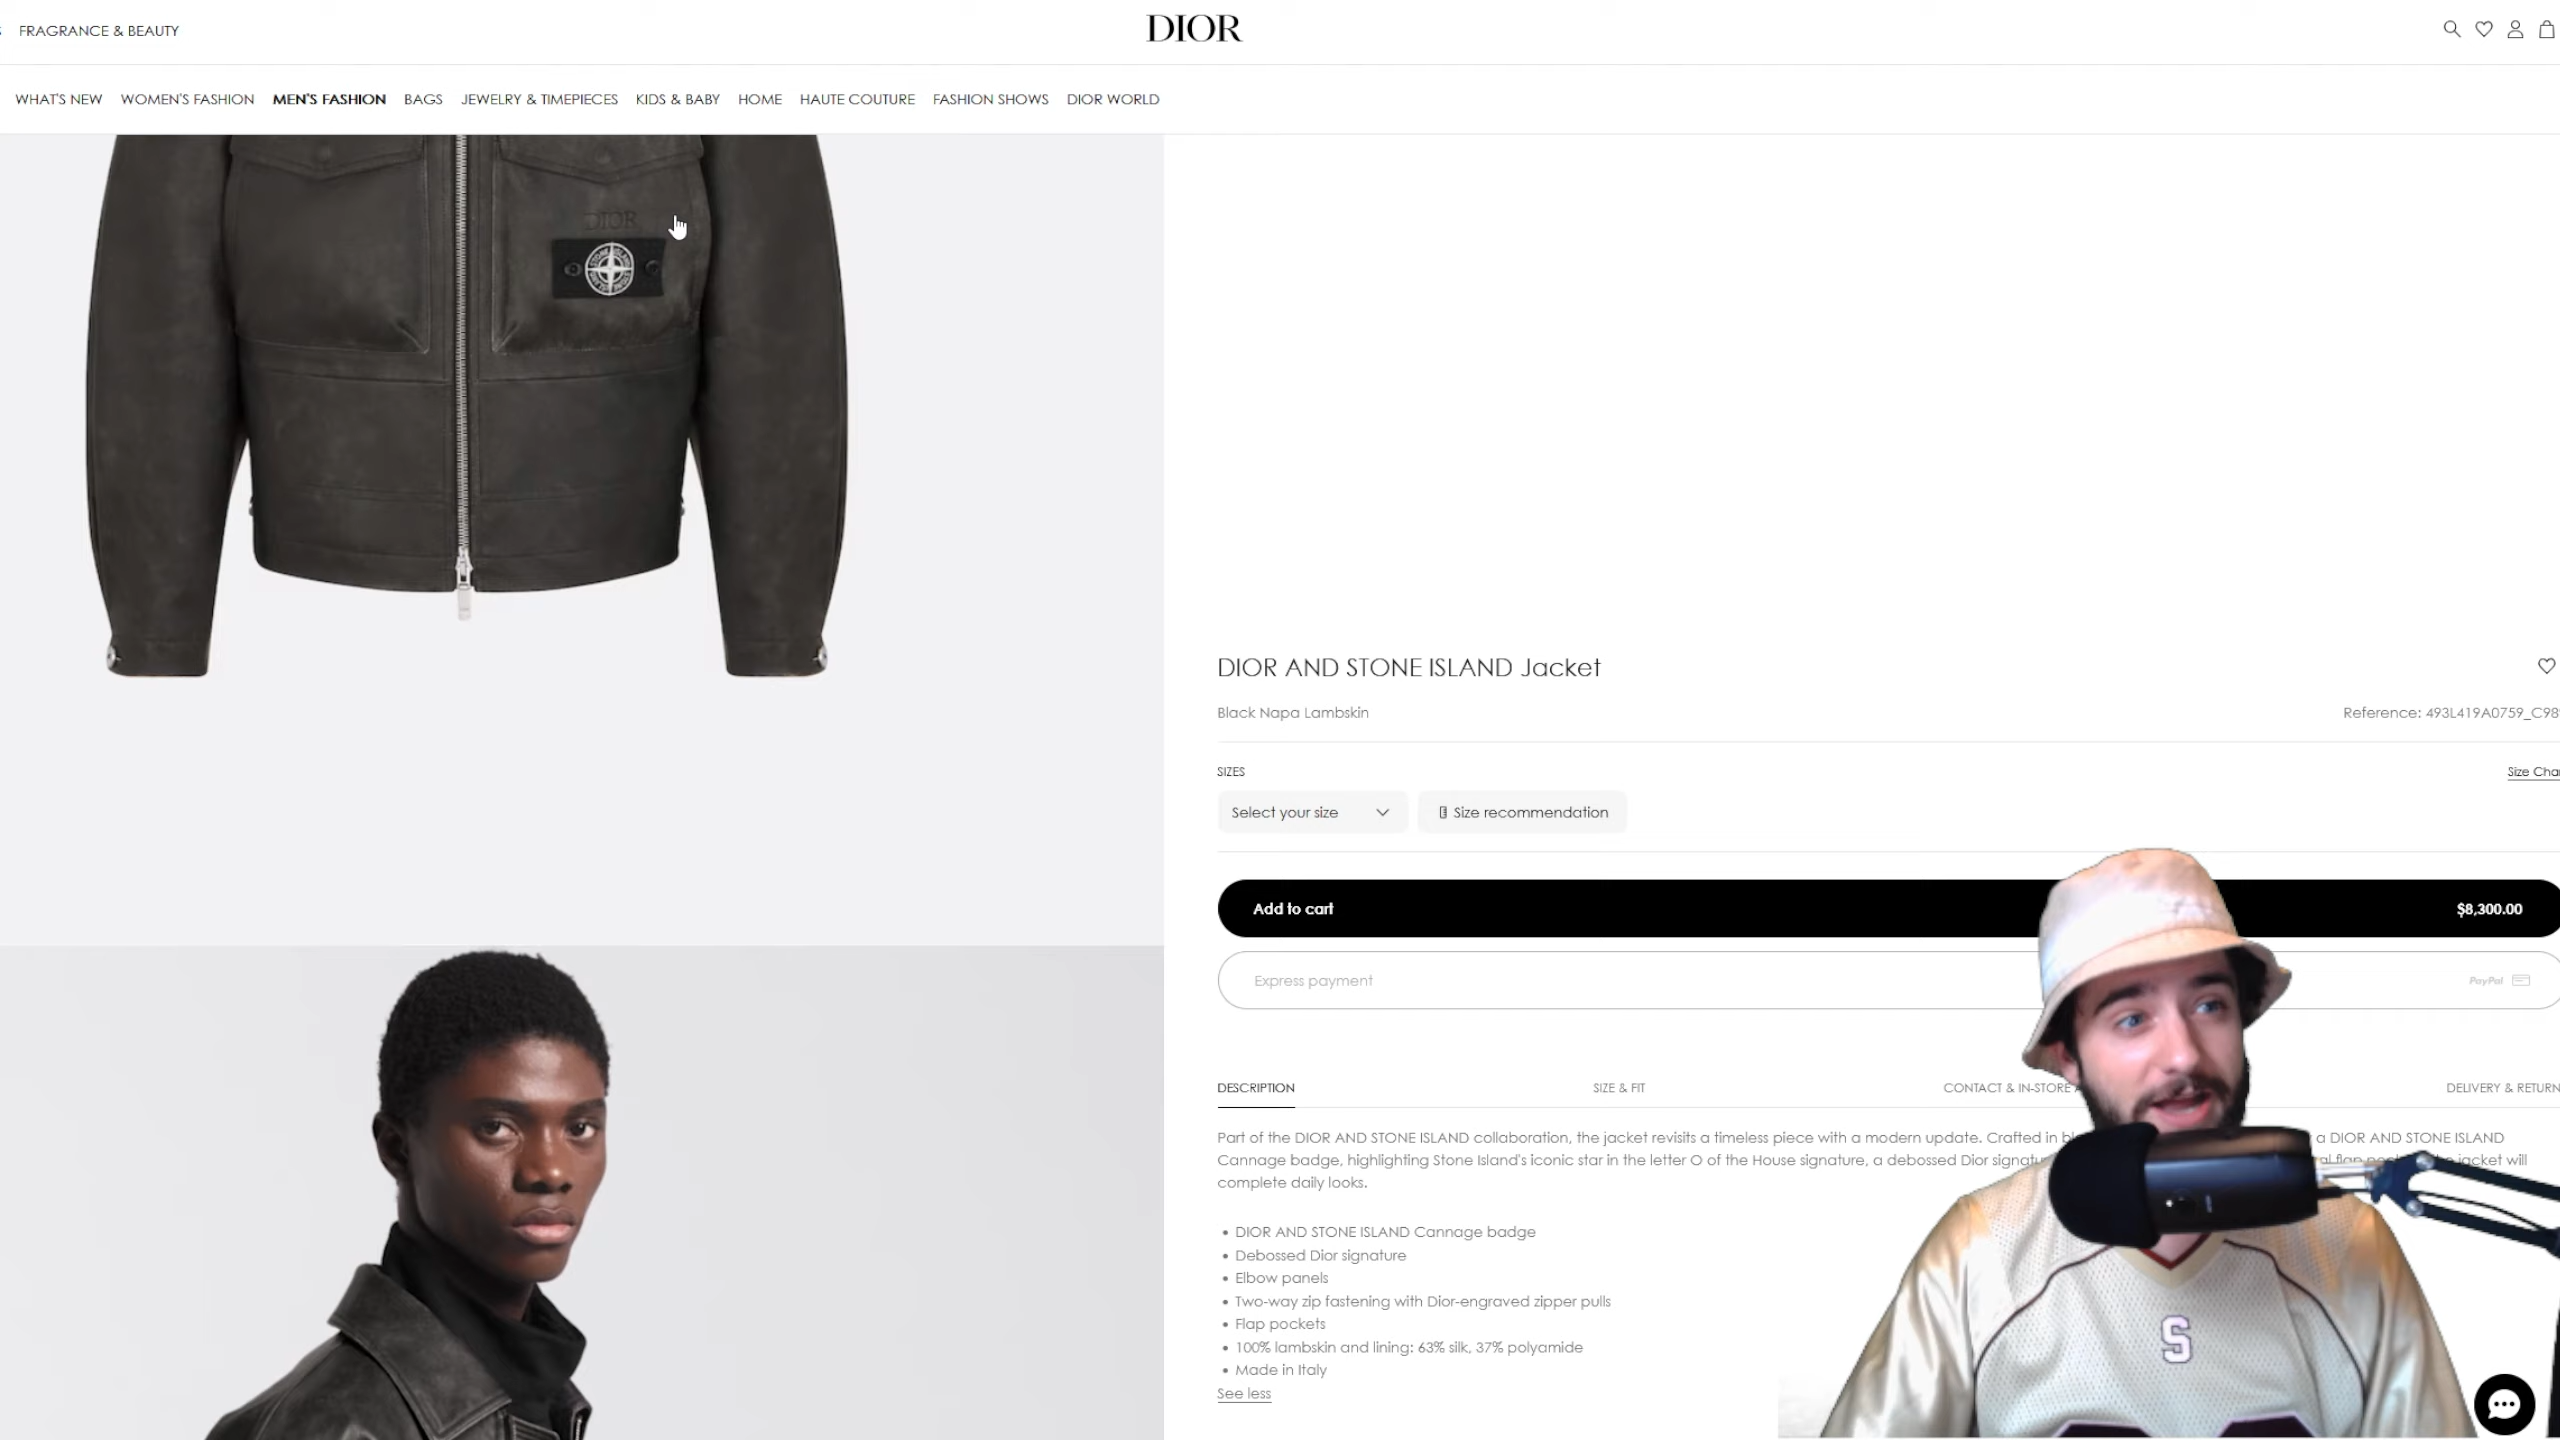 FRAGRANCE & BEAUTY
DIOR
WHAT'S NEW WOMEN'S FASHION MEN'S FASHION BAGS JEWELRY & TIMEPIECES KIDS & BABY HOME HAUTE COUTURE FASHION SHOWS DIOR WORLD
DIOR
DIOR AND STONE ISLAND Jacket
Black Napa Lambskin
Reference: 493L419A0759_C98
SIZES
Size
Select your size
Size recommendation
Add to cart $8,300.00
Express payment PayPal
DESCRIPTION SIZE & FIT CONTACT & IN-STORE DELIVERY & RETURN
Part of the DIOR AND STONE ISLAND collaboration, the jacket revisits a timeless piece with a modern update. Crafted in a DIOR AND STONE ISLAND
Cannage badge, highlighting Stone Island's iconic star in the letter O of the House signature, a debossed Dior jacket will
complete daily looks.
• DIOR AND STONE ISLAND Cannage badge
• Debossed Dior signature
• Elbow panels
• Two-way zip fastening with Dior-engraved zipper pulls
• Flap pockets
• 100% lambskin and lining: 63% silk, 37% polyamide
• Made in Italy
See less
S